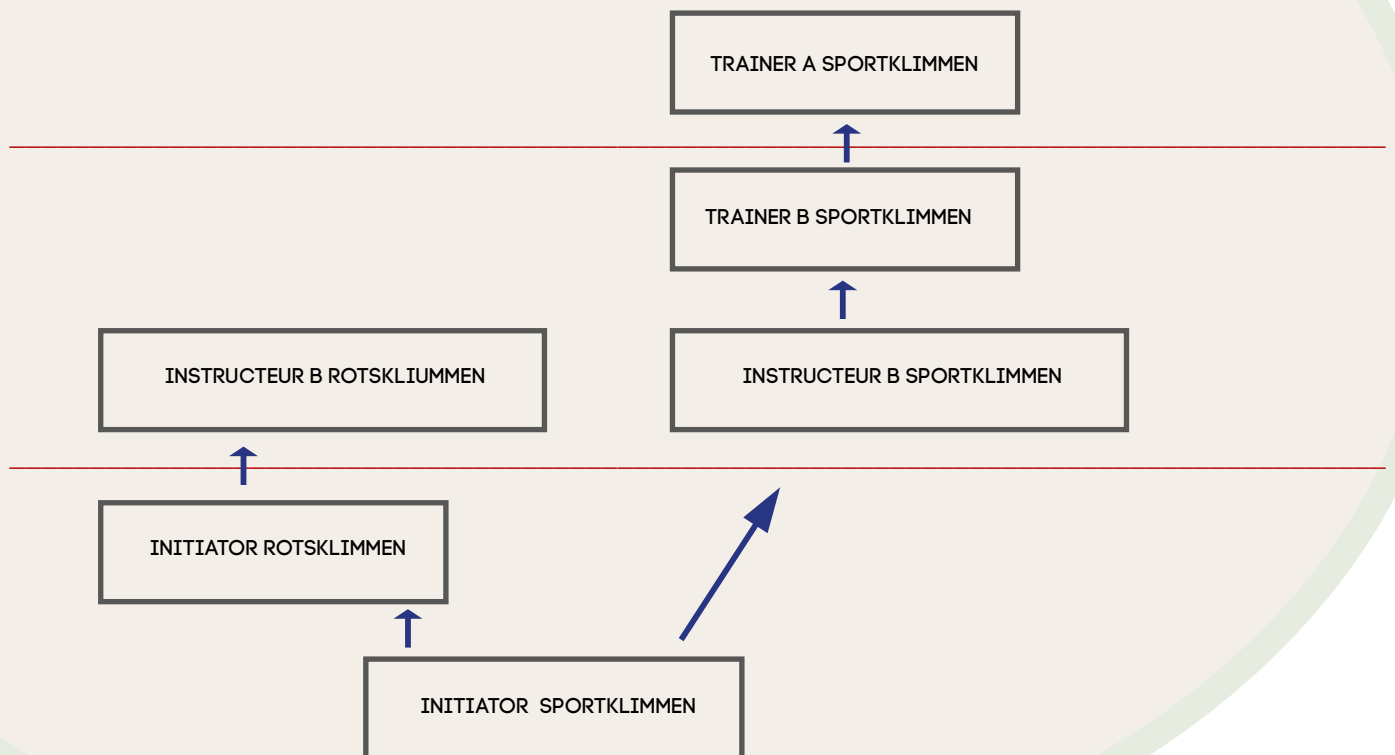 TRAINER A SPORTKLIMMEN
TRAINER B SPORTKLIMMEN
INSTRUCTEUR B ROTSKLIUMMEN
INSTRUCTEUR B SPORTKLIMMEN
INITIATOR ROTSKLIMMEN
INITIATOR SPORTKLIMMEN